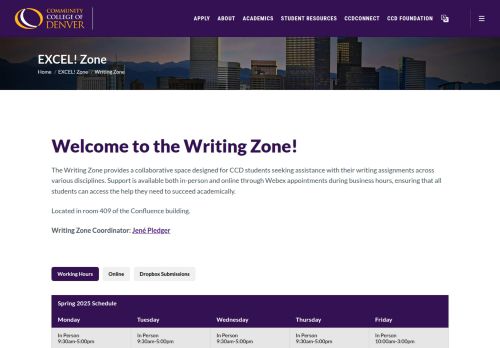 COMMUNITY
COLLEGE OF
DENVER
APPLY ABOUT ACADEMICS STUDENT RESOURCES CCDCONNECT CCD FOUNDATION
EXCEL! Zone
Home / EXCEL! Zone / Writing Zone
Welcome to the Writing Zone!
The Writing Zone provides a collaborative space designed for CCD students seeking assistance with their writing assignments across
various disciplines. Support is available both in-person and online through Webex appointments during business hours, ensuring that all
students can access the help they need to succeed academically.
Located in room 409 of the Confluence building.
Writing Zone Coordinator: Jené Pledger
Working Hours Online Dropbox Submissions
Spring 2025 Schedule
Monday Tuesday Wednesday Thursday Friday
In Person In Person In Person In Person In Person
9:30am-5:00pm 9:30am-5:00pm 9:30am-5:00pm 9:30am-5:00pm 10:00am-3:00pm